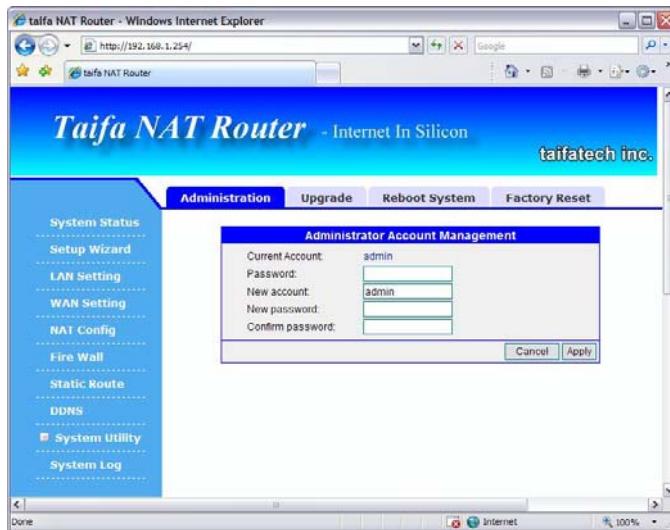 taifa NAT Router - Windows Internet Explorer
http://192.168.1.254/
Google
taifa NAT Router
Taifa NAT Router - Internet In Silicon
taifatech inc.
Administration
Upgrade
Reboot System
Factory Reset
System Status
Setup Wizard
LAN Setting
WAN Setting
NAT Config
Fire Wall
Static Route
DDNS
System Utility
System Log
Administrator Account Management
Current Account: admin
Password:
New account: admin
New password:
Confirm password:
Cancel
Apply
Done
Internet
100%